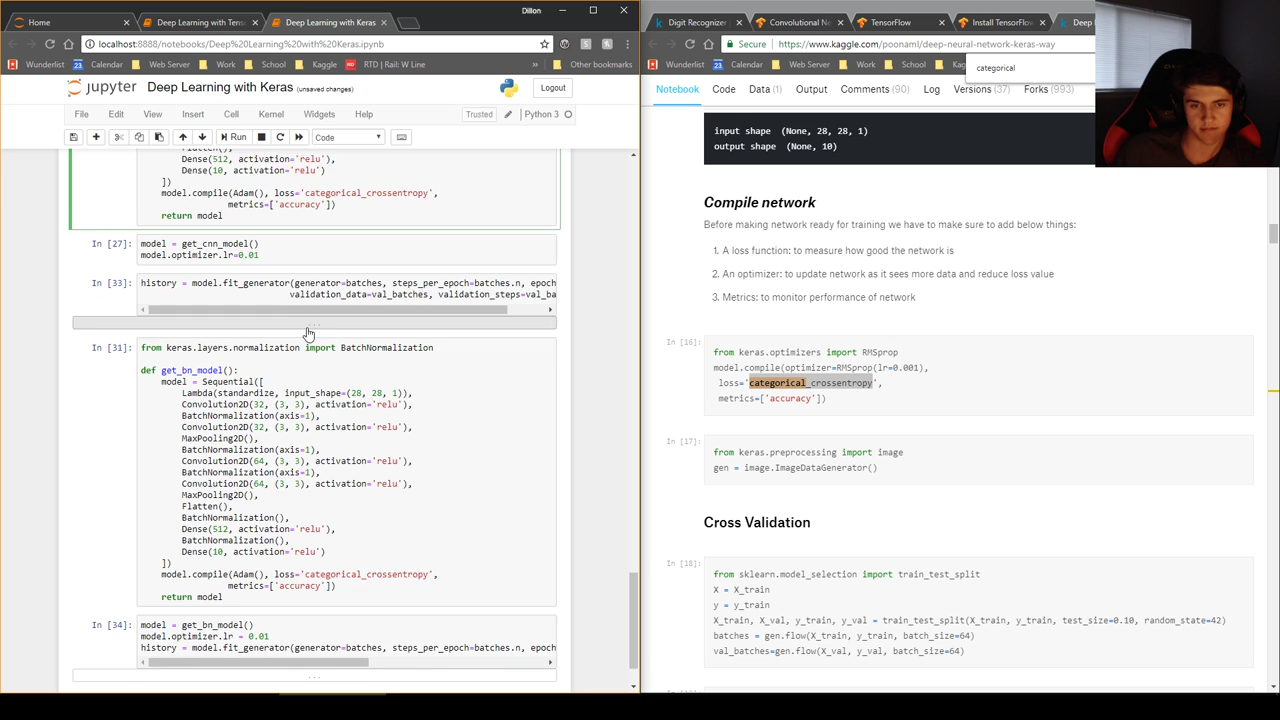 Dillon
Home
Deep Learning with Tens
Deep Learning with Keras
localhost:8888/notebooks/Deep%20Learning%20with%20Keras.ipynb
Wunderlist
Calendar
Web Server
Work
School
Kaggle
RTD | Rail: W Line
Other bookmarks
jupyter
Deep Learning with Keras
(unsaved changes)
Logout
File
Edit
View
Insert
Cell
Kernel
Widgets
Help
Trusted
Python 3
Run
Code
Flatten(),
Dense(512, activation='relu'),
Dense(10, activation='relu')
])
model.compile(Adam(), loss='categorical_crossentropy',
metrics=['accuracy'])
return model
In [27]:
model = get_cnn_model()
model.optimizer.lr=0.01
In [33]:
history = model.fit_generator(generator=batches, steps_per_epoch=batches.n, epoch
validation_data=val_batches, validation_steps=val_ba
...
In [31]:
from keras.layers.normalization import BatchNormalization
def get_bn_model():
model = Sequential([
Lambda(standardize, input_shape=(28, 28, 1)),
Convolution2D(32, (3, 3), activation='relu'),
BatchNormalization(axis=1),
Convolution2D(32, (3, 3), activation='relu'),
MaxPooling2D(),
BatchNormalization(axis=1),
Convolution2D(64, (3, 3), activation='relu'),
BatchNormalization(axis=1),
Convolution2D(64, (3, 3), activation='relu'),
MaxPooling2D(),
Flatten(),
BatchNormalization(),
Dense(512, activation='relu'),
BatchNormalization(),
Dense(10, activation='relu')
])
model.compile(Adam(), loss='categorical_crossentropy',
metrics=['accuracy'])
return model
In [34]:
model = get_bn_model()
model.optimizer.lr = 0.01
history = model.fit_generator(generator=batches, steps_per_epoch=batches.n, epoch
...
Digit Recognizer
Convolutional Ne
TensorFlow
Install TensorFlow
Deep
Secure
https://www.kaggle.com/poonaml/deep-neural-network-keras-way
Wunderlist
Calendar
Web Server
Work
School
Kag
categorical
Notebook
Code
Data (1)
Output
Comments (90)
Log
Versions (37)
Forks (993)
input shape (None, 28, 28, 1)
output shape (None, 10)
Compile network
Before making network ready for training we have to make sure to add below things:
1. A loss function: to measure how good the network is
2. An optimizer: to update network as it sees more data and reduce loss value
3. Metrics: to monitor performance of network
In [16]:
from keras.optimizers import RMSprop
model.compile(optimizer=RMSprop(lr=0.001),
loss='categorical_crossentropy',
metrics=['accuracy'])
In [17]:
from keras.preprocessing import image
gen = image.ImageDataGenerator()
Cross Validation
In [18]:
from sklearn.model_selection import train_test_split
X = X_train
y = y_train
X_train, X_val, y_train, y_val = train_test_split(X_train, y_train, test_size=0.10, random_state=42)
batches = gen.flow(X_train, y_train, batch_size=64)
val_batches=gen.flow(X_val, y_val, batch_size=64)